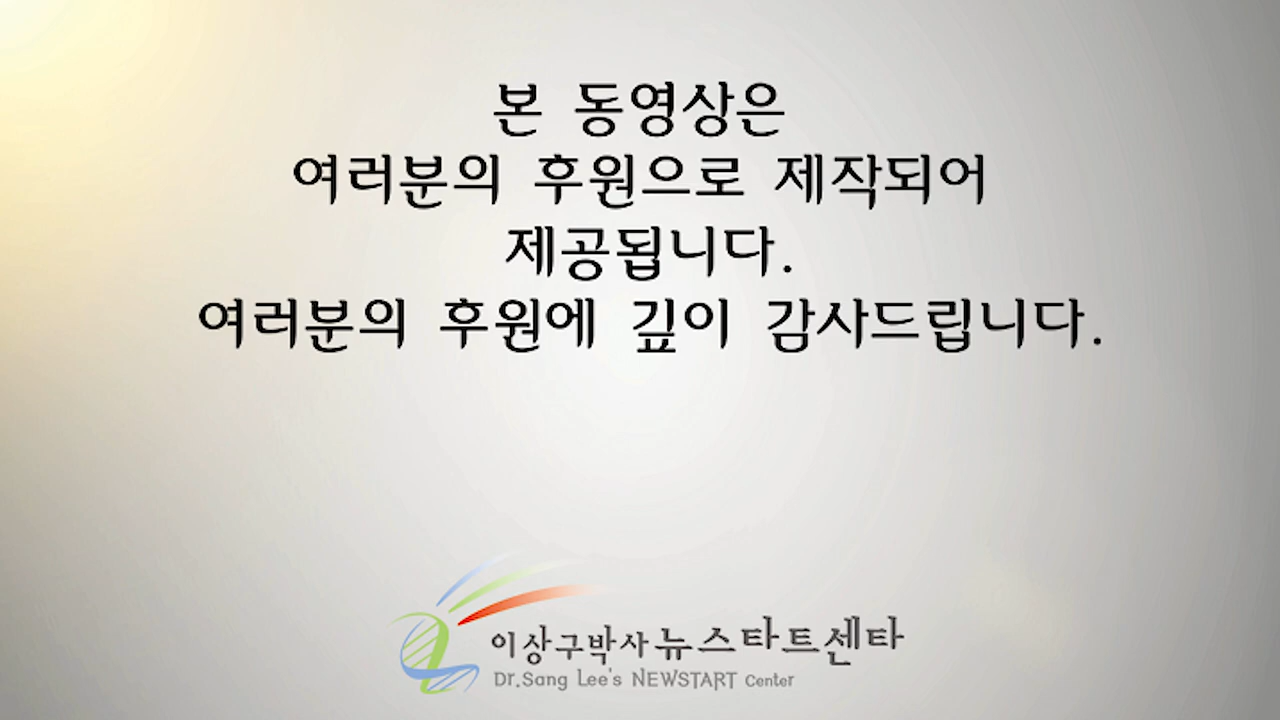 본 동영상은
여러분의 후원으로 제작되어
제공됩니다.
여러분의 후원에 깊이 감사드립니다.
이상구박사 뉴스타트센타
Dr.Sang Lee's NEWSTART Center